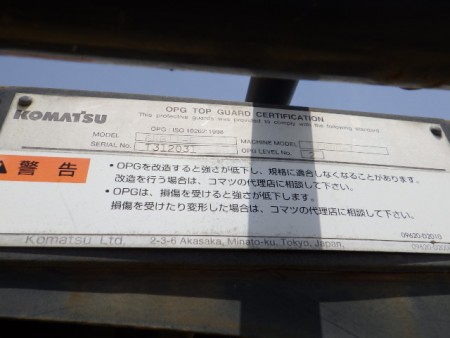 KOMATSU
OPG TOP GUARD CERTIFICATION
This protective guard was provided to comply with the following standard.
OPG : ISO 10262 1998
MODEL MACHINE MODEL
SERIAL No. T312031 OPG LEVEL No. 2
警告
・OPGを改造すると強さが低下し、規格に適合しなくなることがあります。
改造を行う場合は、コマツの代理店に相談して下さい。
・OPGは、損傷を受けると強さが低下します。
損傷を受けたり変形した場合は、コマツの代理店に相談して下さい。
Komatsu Ltd. 2-3-6 Akasaka, Minato-ku, Tokyo, Japan. 09620-D2010